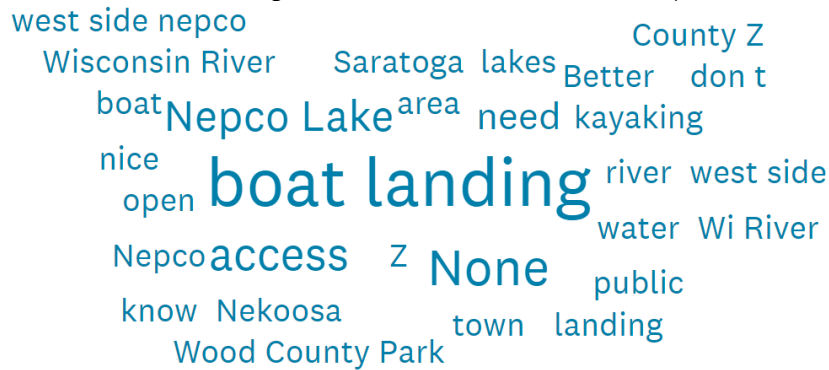 west side nepco
County Z
Wisconsin River Saratoga lakes
Better don t
boat Nepco Lake area need kayaking
nice boat landing river west side
open
water Wi River
Nepco access Z None
public
know Nekoosa town landing
Wood County Park